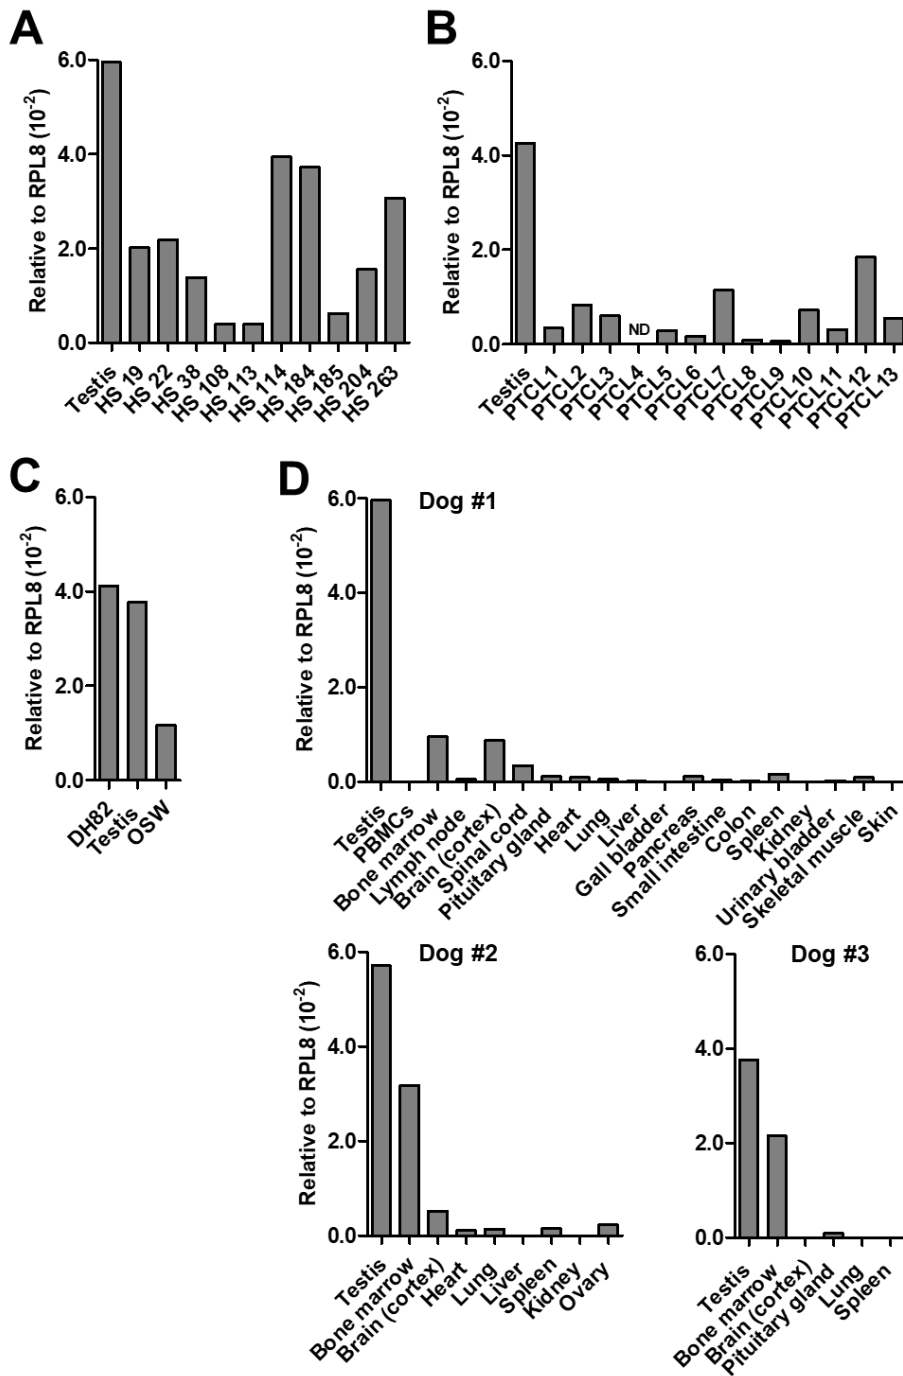 A
Relative to RPL8 (10-2)
6.0
4.0
2.0
0.0
Testis
HS 19
HS 22
HS 38
HS 108
HS 113
HS 114
HS 184
HS 185
HS 204
HS 263
B
Relative to RPL8 (10-2)
6.0
4.0
2.0
0.0
ND
Testis
PTCL1
PTCL2
PTCL3
PTCL4
PTCL5
PTCL6
PTCL7
PTCL8
PTCL9
PTCL10
PTCL11
PTCL12
PTCL13
C
Relative to RPL8 (10-2)
6.0
4.0
2.0
0.0
DH82
Testis
OSW
D
Dog #1
Relative to RPL8 (10-2)
6.0
4.0
2.0
0.0
Testis
PBMCs
Bone marrow
Lymph node
Brain (cortex)
Spinal cord
Pituitary gland
Heart
Lung
Liver
Gall bladder
Pancreas
Small intestine
Colon
Spleen
Kidney
Urinary bladder
Skeletal muscle
Skin
Dog #2
Relative to RPL8 (10-2)
6.0
4.0
2.0
0.0
Testis
Bone marrow
Brain (cortex)
Heart
Lung
Liver
Spleen
Kidney
Ovary
Dog #3
6.0
4.0
2.0
0.0
Testis
Bone marrow
Brain (cortex)
Pituitary gland
Lung
Spleen